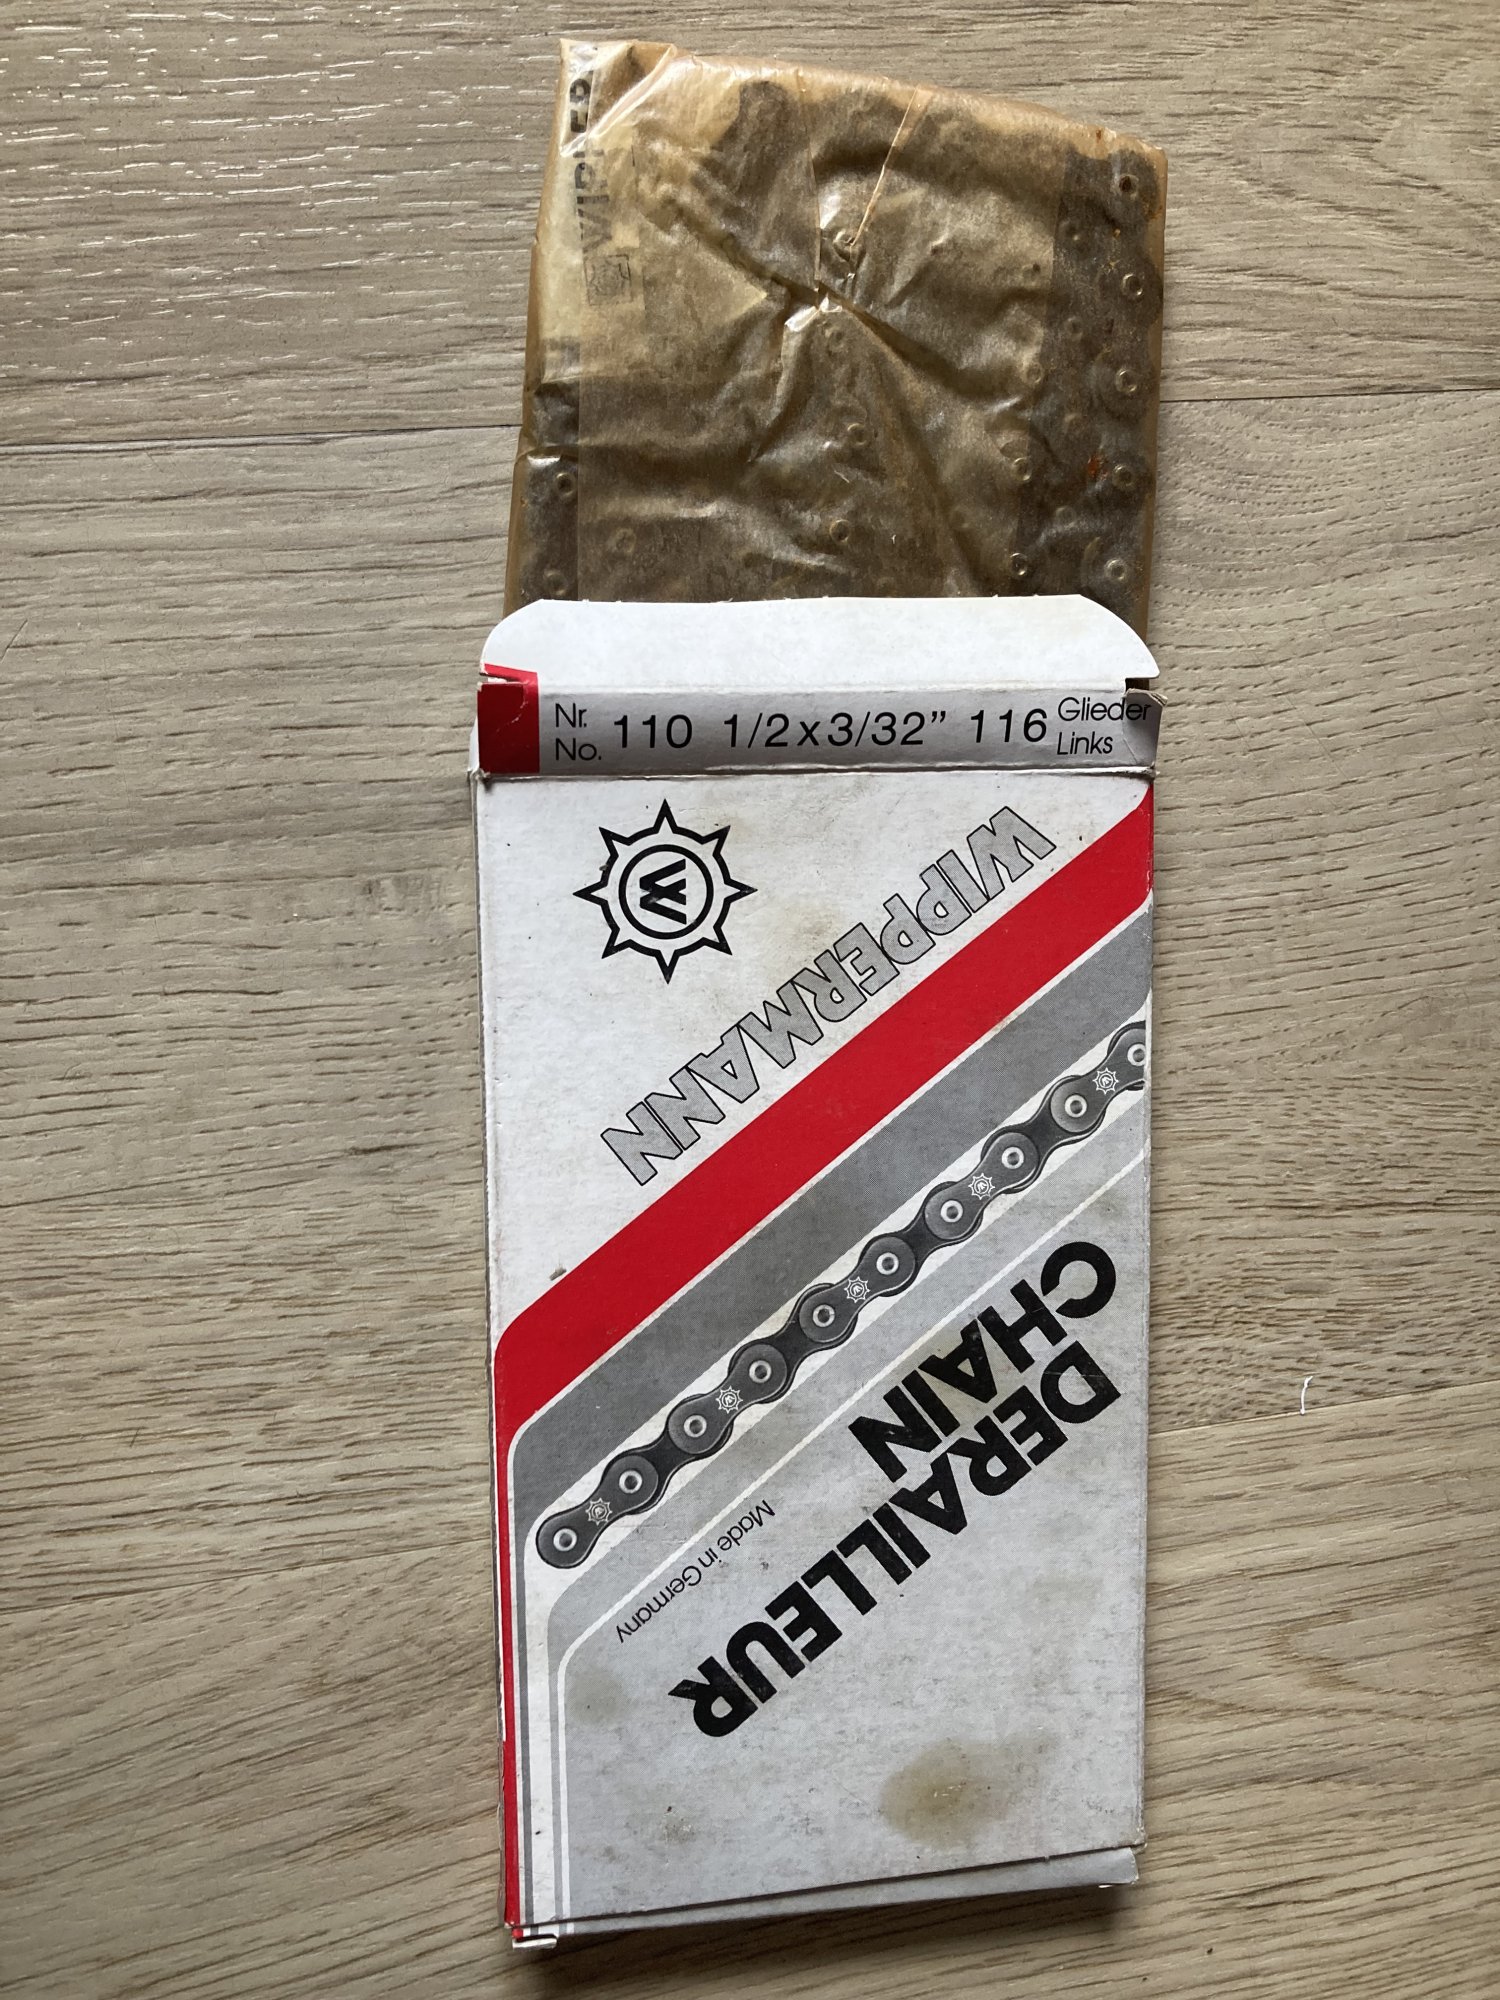 Nr. 110 1/2x3/32” 116 Glieder
No. Links
W
WIPPERMANN
DERAILLEUR
CHAIN
Made in Germany